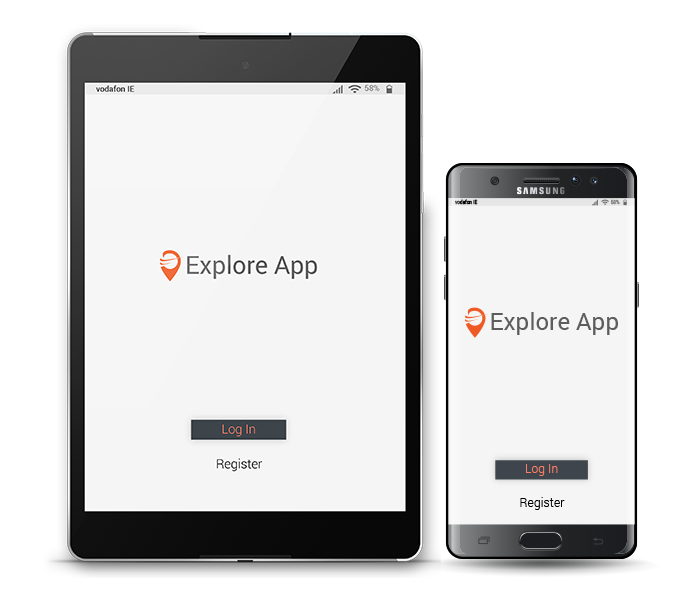 vodafon IE 58%
Explore App
Log In
Register
SAMSUNG
vodafon IE 58%
Explore App
Log In
Register